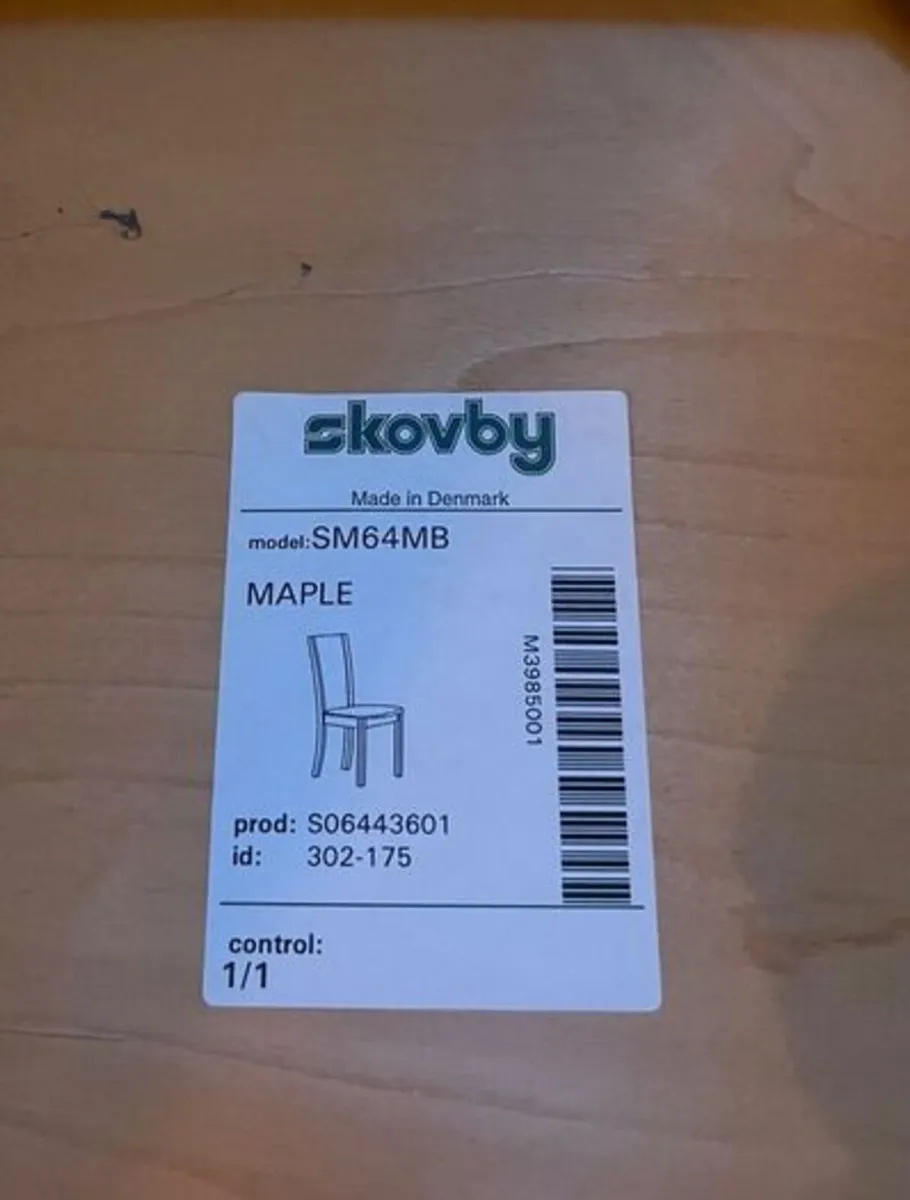 skovby
Made in Denmark
model:SM64MB
MAPLE
M3985001
prod: S06443601
id: 302-175
control:
1/1